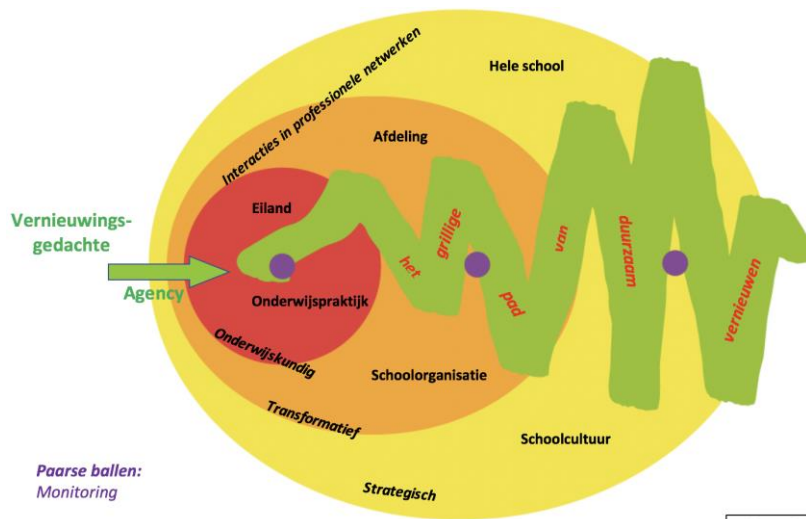 Interacties in professionele netwerken
Hele school
Afdeling
Eiland
Vernieuwings-
gedachte
Agency
het
grillige
pad
van
duurzaam
vernieuwen
Onderwijspraktijk
Onderwijskundig
Schoolorganisatie
Transformatief
Schoolcultuur
Strategisch
Paarse ballen:
Monitoring